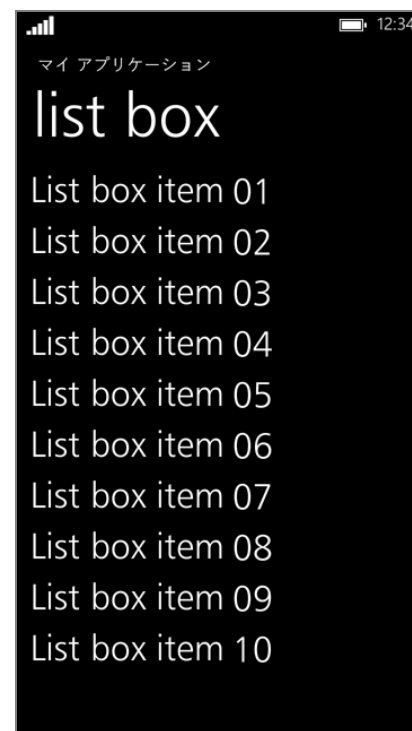 12:34
マイ アプリケーション
list box
List box item 01
List box item 02
List box item 03
List box item 04
List box item 05
List box item 06
List box item 07
List box item 08
List box item 09
List box item 10